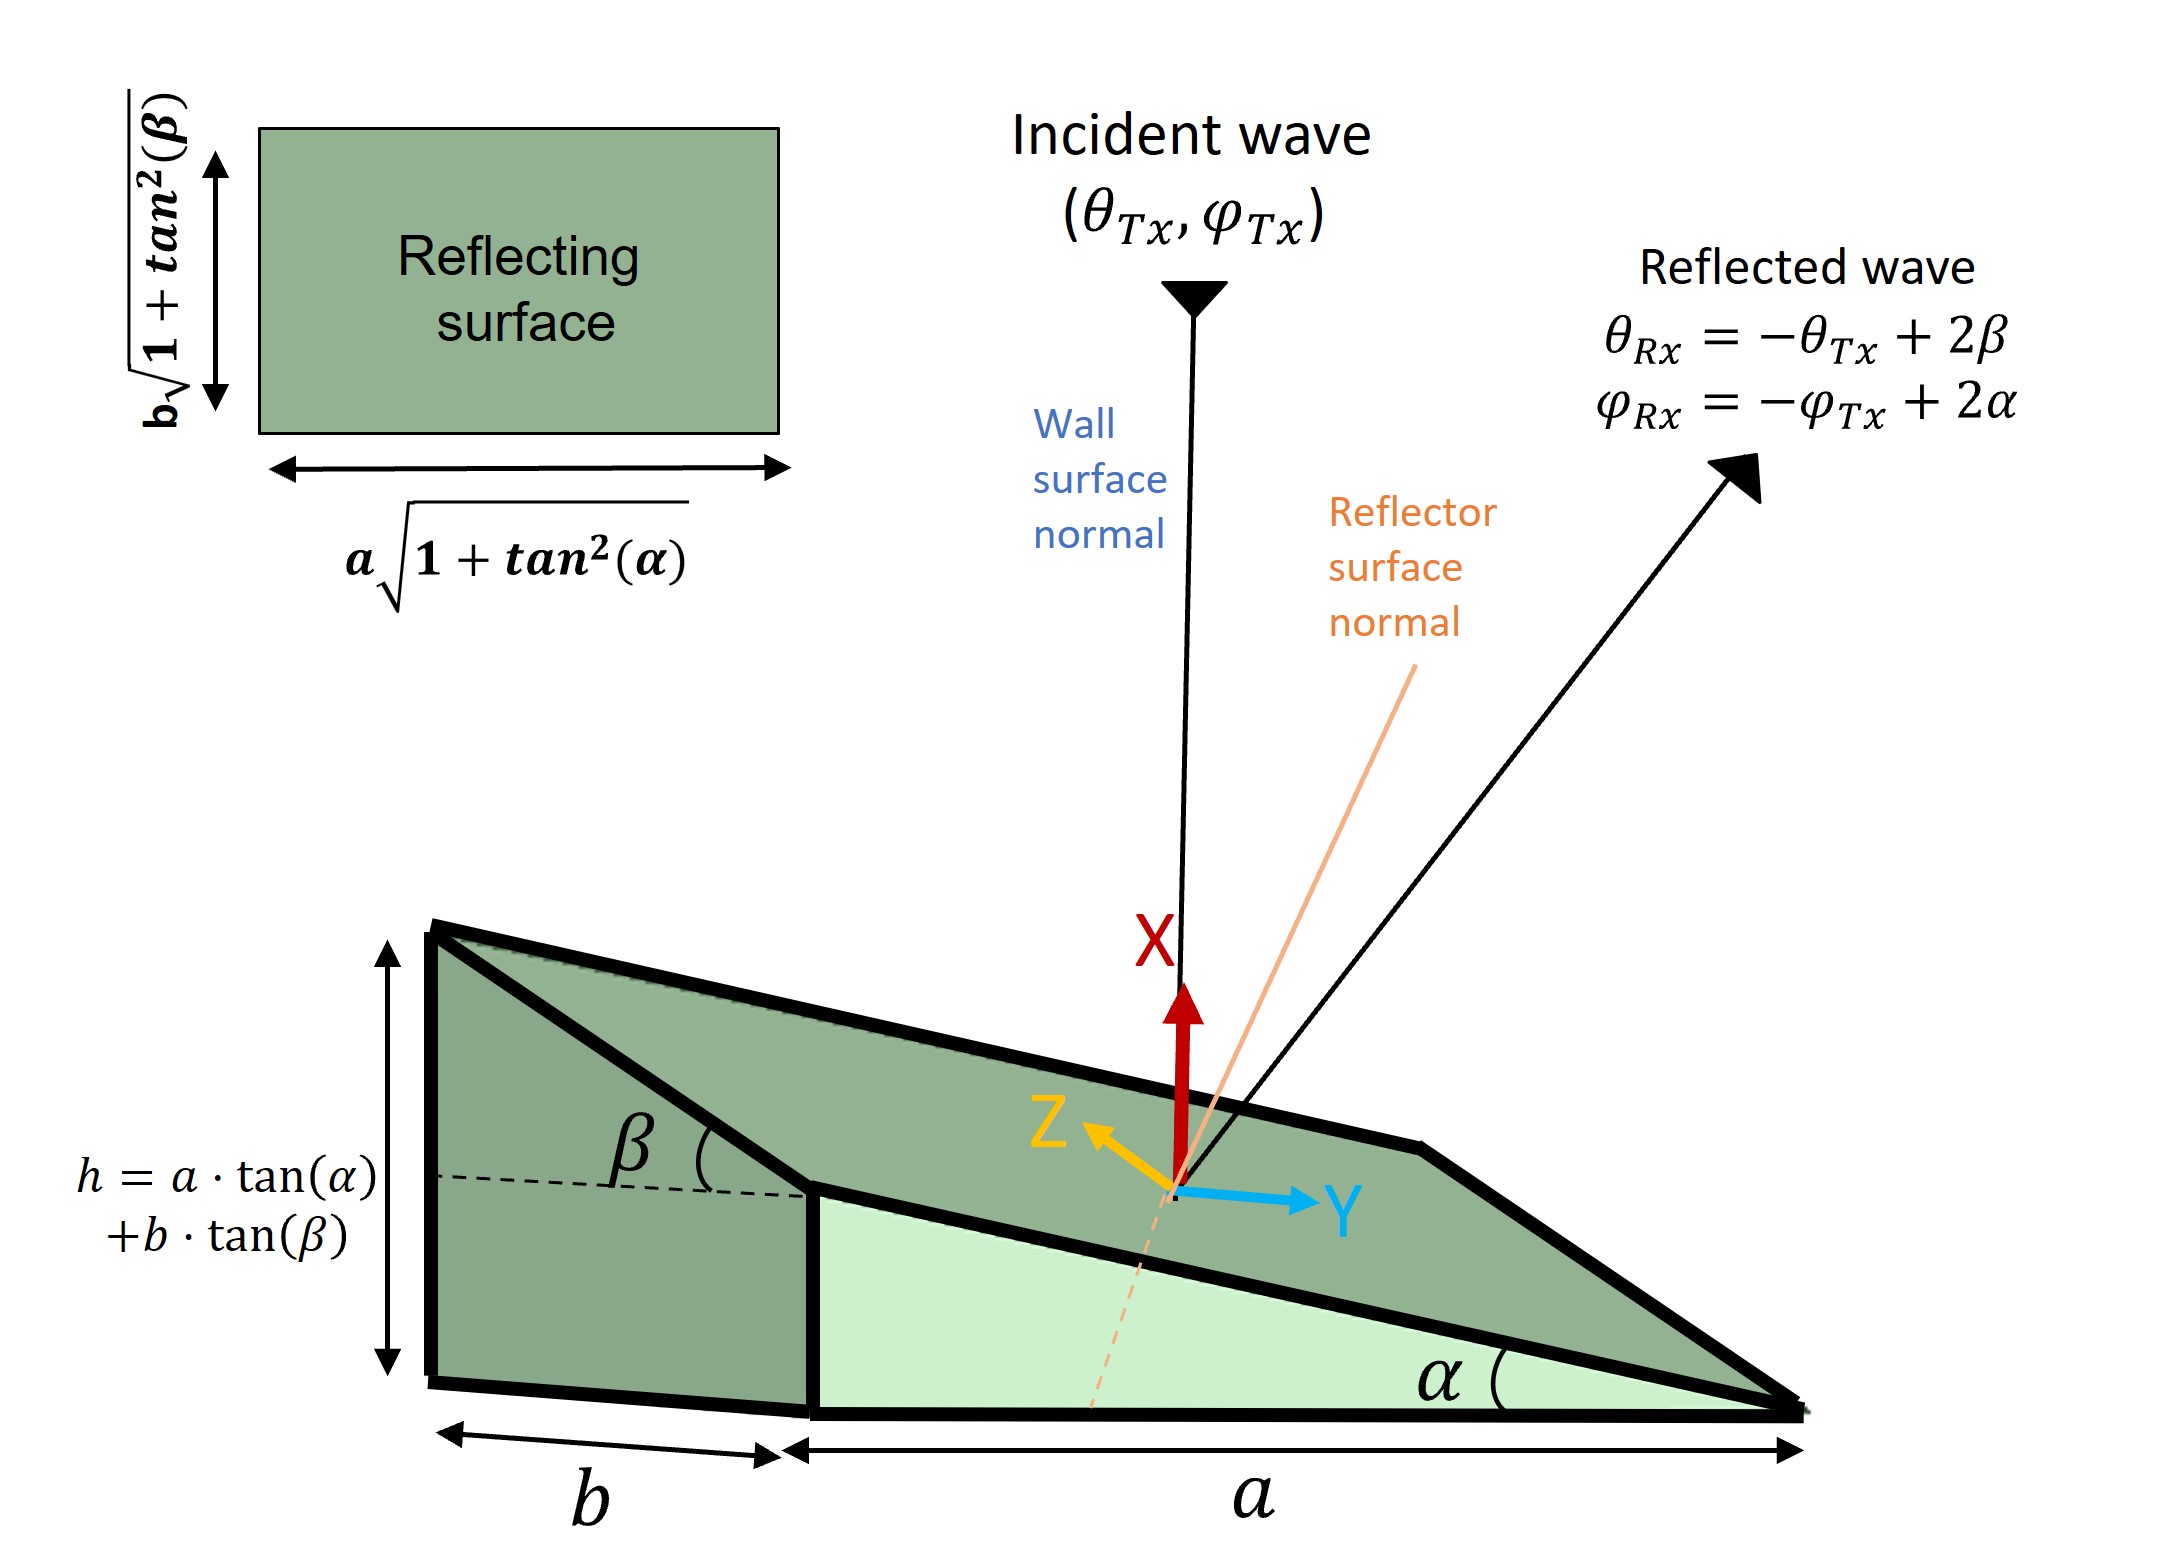 b√1 + tan²(β)
Reflecting
surface
a√1 + tan²(α)
Incident wave
(θ_Tx, φ_Tx)
Reflected wave
θ_Rx = −θ_Tx + 2β
φ_Rx = −φ_Tx + 2α
Wall
surface
normal
Reflector
surface
normal
X
Z
Y
β
h = a · tan(α)
+b · tan(β)
α
b
a